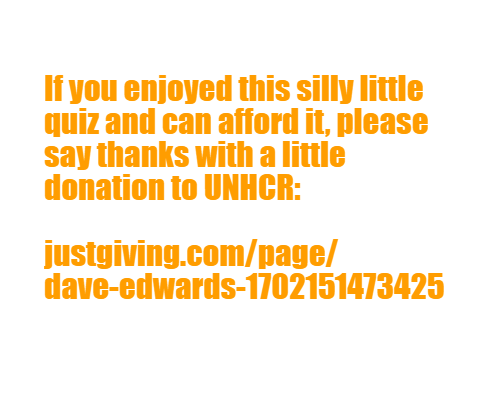 If you enjoyed this silly little
quiz and can afford it, please
say thanks with a little
donation to UNHCR:
justgiving.com/page/
dave-edwards-1702151473425